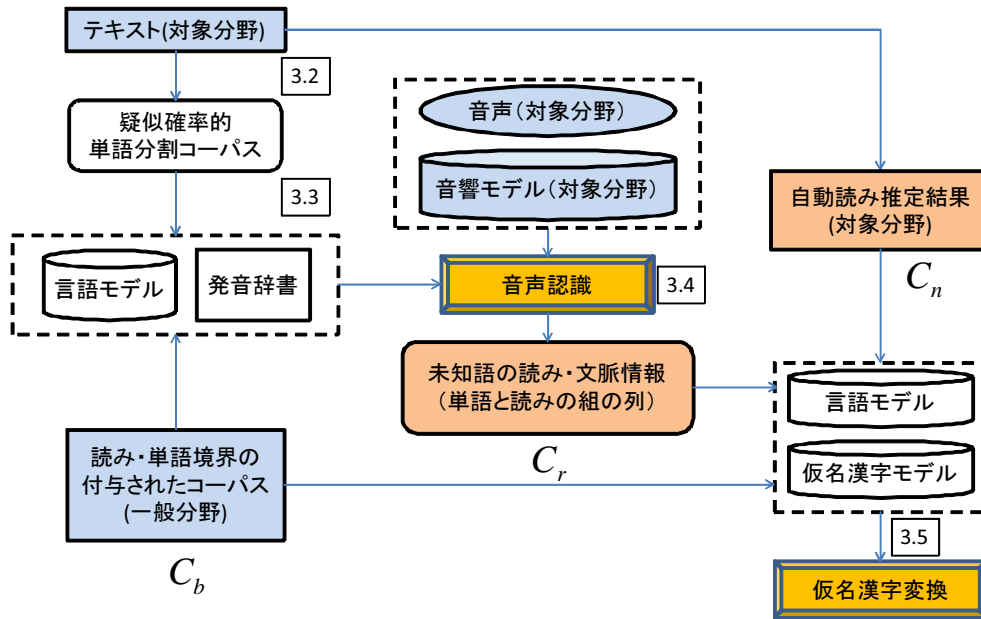 テキスト(対象分野)
3.2
疑似確率的
単語分割コーパス
3.3
音声(対象分野)
音響モデル(対象分野)
自動読み推定結果
(対象分野)
C_n
言語モデル
発音辞書
音声認識
3.4
未知語の読み・文脈情報
(単語と読みの組の列)
C_r
言語モデル
仮名漢字モデル
読み・単語境界の
付与されたコーパス
(一般分野)
C_b
3.5
仮名漢字変換